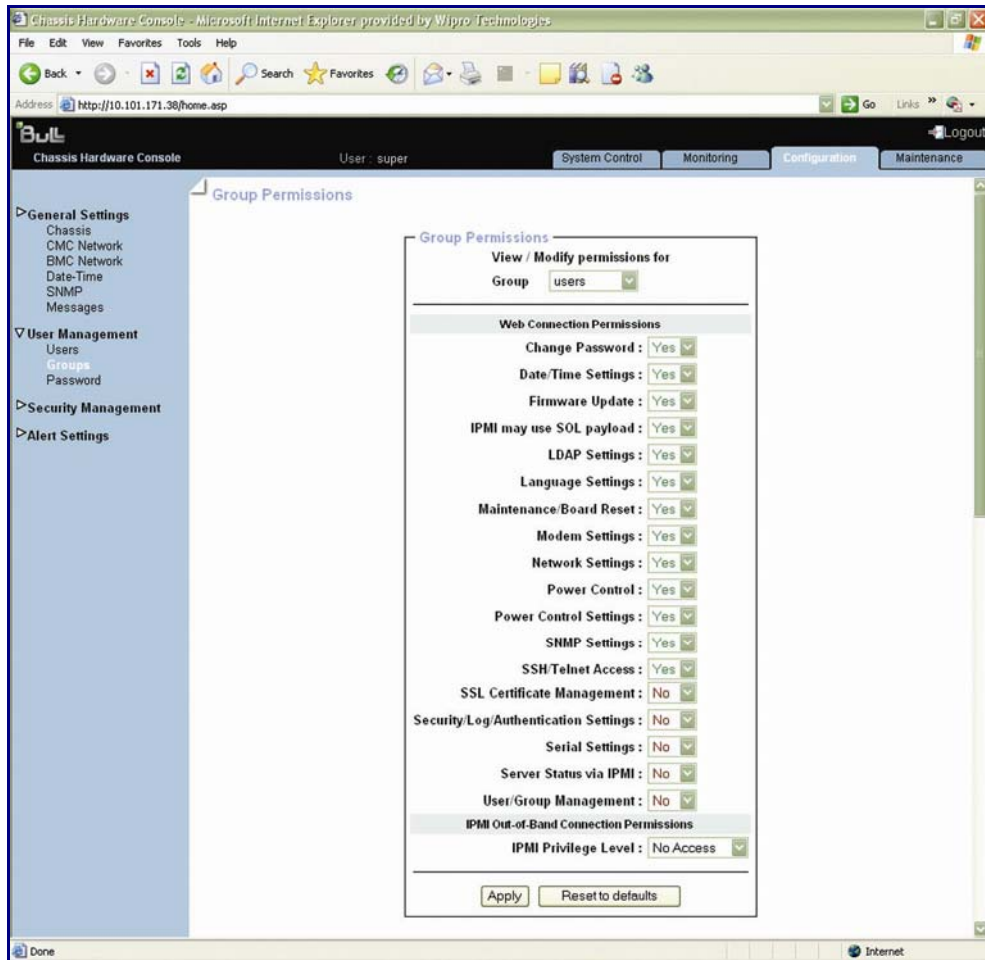 Chassis Hardware Console - Microsoft Internet Explorer provided by Wipro Technologies
File Edit View Favorites Tools Help
Back Search Favorites
Address http://10.101.171.38/home.asp Go Links »
Bull Logout
Chassis Hardware Console User : super System Control Monitoring Configuration Maintenance
Group Permissions
General Settings
Chassis
CMC Network
BMC Network
Date-Time
SNMP
Messages
User Management
Users
Groups
Password
Security Management
Alert Settings
Group Permissions
View / Modify permissions for
Group users
Web Connection Permissions
Change Password : Yes
Date/Time Settings : Yes
Firmware Update : Yes
IPMI may use SOL payload : Yes
LDAP Settings : Yes
Language Settings : Yes
Maintenance/Board Reset : Yes
Modem Settings : Yes
Network Settings : Yes
Power Control : Yes
Power Control Settings : Yes
SNMP Settings : Yes
SSH/Telnet Access : Yes
SSL Certificate Management : No
Security/Log/Authentication Settings : No
Serial Settings : No
Server Status via IPMI : No
User/Group Management : No
IPMI Out-of-Band Connection Permissions
IPMI Privilege Level : No Access
Apply Reset to defaults
Done Internet